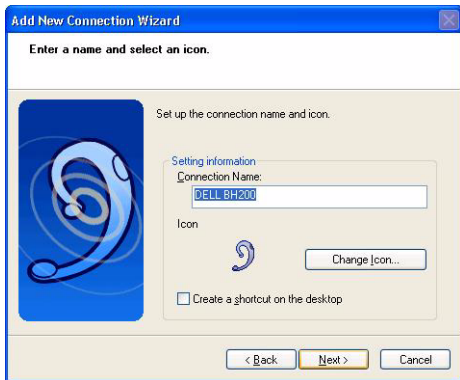 Add New Connection Wizard
Enter a name and select an icon.
Set up the connection name and icon.
Setting information
Connection Name:
DELL BH200
Icon
Change Icon...
Create a shortcut on the desktop
< Back Next > Cancel